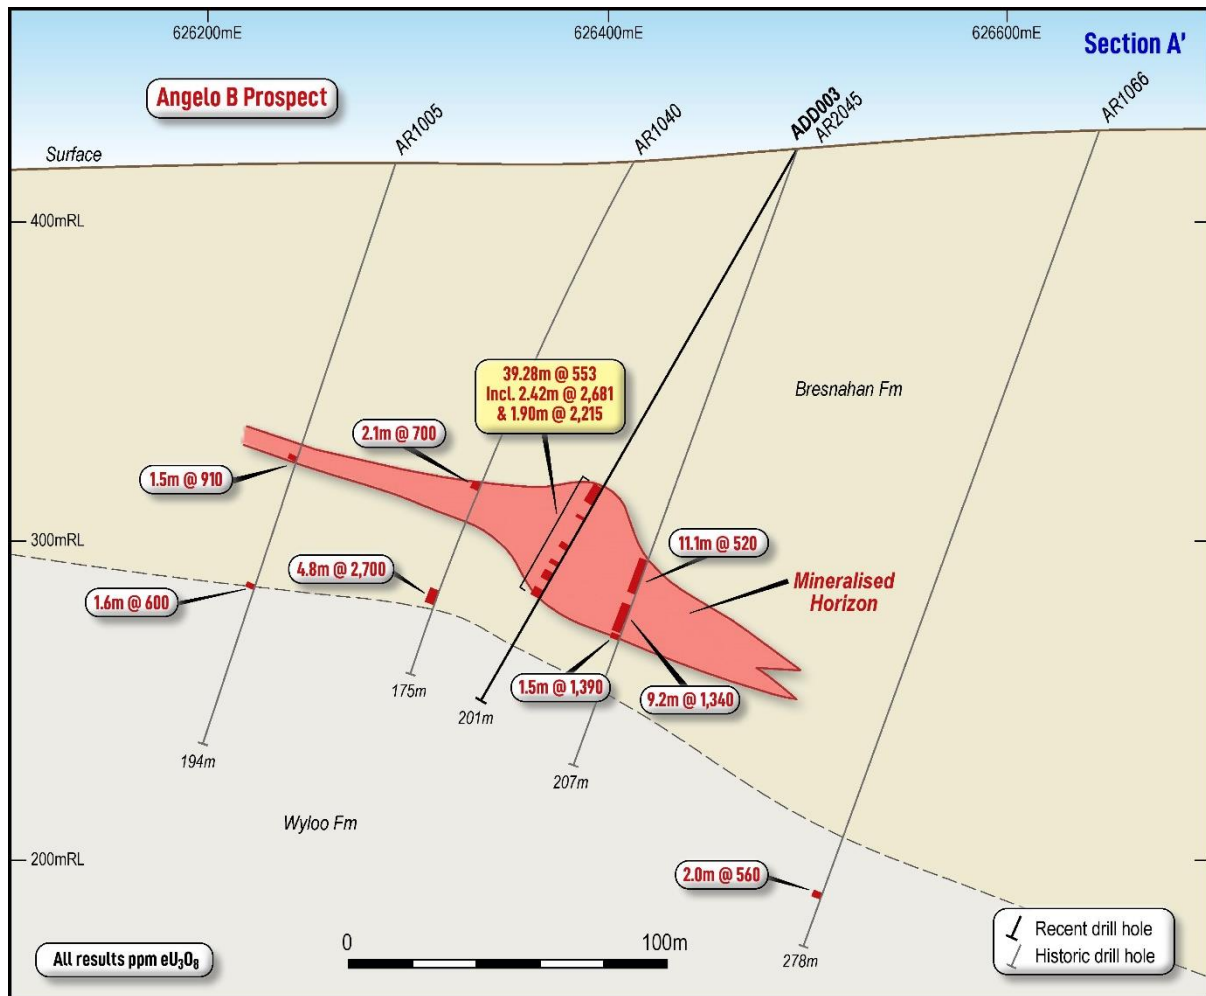 626200mE
626400mE
626600mE
Section A'
Angelo B Prospect
AR1005
AR1040
ADD003
AR2045
AR1066
Surface
400mRL
39.28m @ 553
Incl. 2.42m @ 2,681
& 1.90m @ 2,215
Bresnahan Fm
2.1m @ 700
1.5m @ 910
300mRL
11.1m @ 520
4.8m @ 2,700
Mineralised
Horizon
1.6m @ 600
1.5m @ 1,390
9.2m @ 1,340
175m
201m
194m
207m
Wyloo Fm
200mRL
2.0m @ 560
All results ppm eU₃O₈
0
100m
278m
Recent drill hole
Historic drill hole